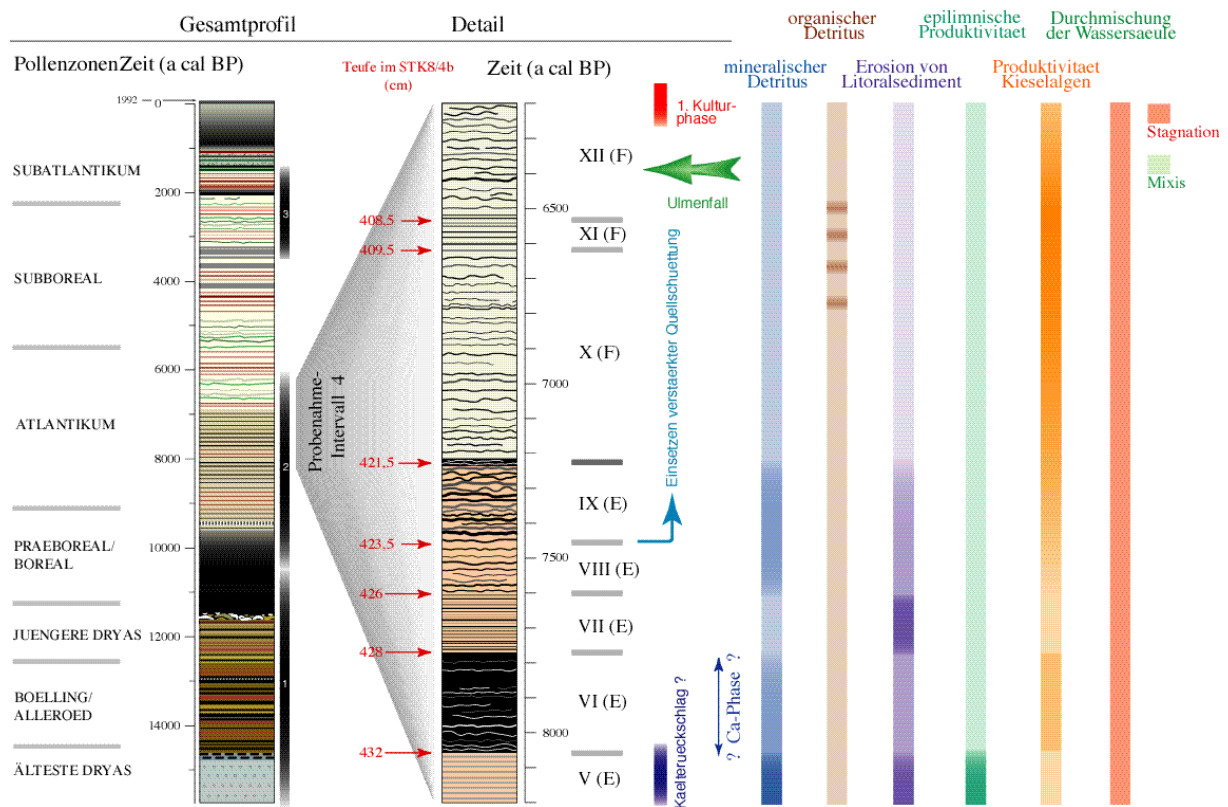 Gesamtprofil
Detail
organischer
Detritus
epilimnische
Produktivitaet
Durchmischung
der Wassersaeule
PollenzonenZeit (a cal BP)
Teufe im STK8/4b
(cm)
Zeit (a cal BP)
mineralischer
Detritus
Erosion von
Litoralsediment
Produktivitaet
Kieselalgen
1992
0
2000
4000
6000
8000
10000
12000
14000
SUBATLANTIKUM
SUBBOREAL
ATLANTIKUM
PRAEBOREAL/
BOREAL
JUENGERE DRYAS
BOELLING/
ALLEROED
ÄLTESTE DRYAS
3
2
1
Probenahme-
Intervall 4
408,5
409,5
421,5
423,5
426
428
432
6500
7000
7500
8000
XII (F)
XI (F)
X (F)
IX (E)
VIII (E)
VII (E)
VI (E)
V (E)
1. Kultur-
phase
Ulmenfall
Einsetzen verstaerkter Quellschuettung
Kaelterueckschlag ?
? Ca-Phase ?
Stagnation
Mixis